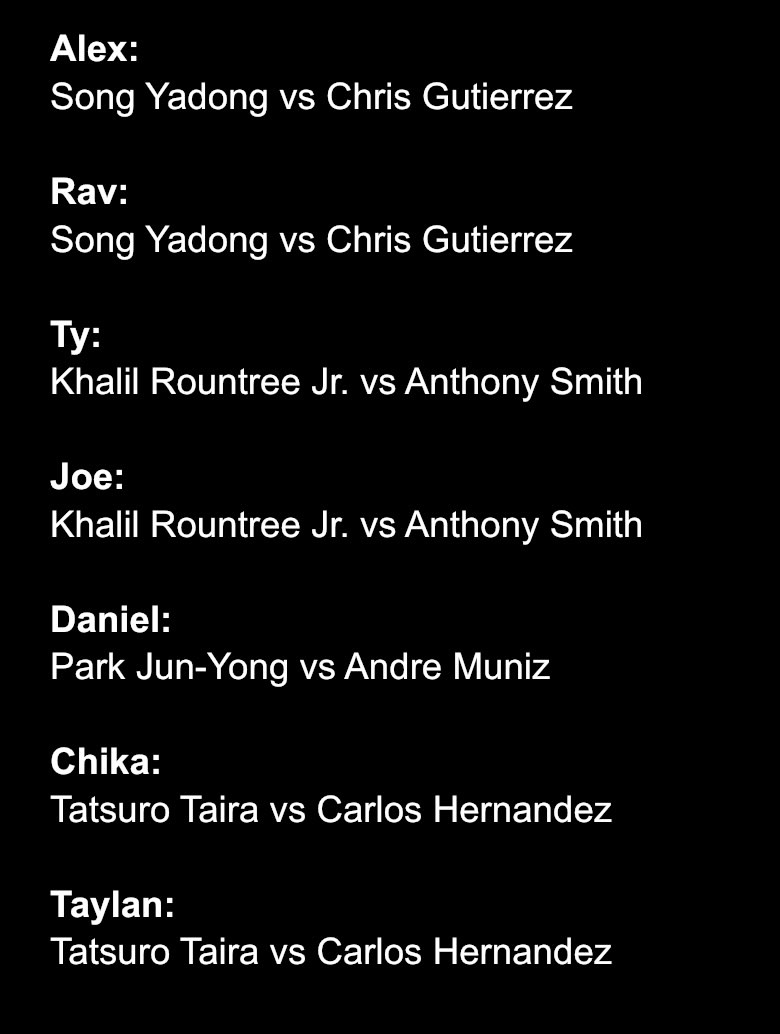 Alex:
Song Yadong vs Chris Gutierrez
Rav:
Song Yadong vs Chris Gutierrez
Ty:
Khalil Rountree Jr. vs Anthony Smith
Joe:
Khalil Rountree Jr. vs Anthony Smith
Daniel:
Park Jun-Yong vs Andre Muniz
Chika:
Tatsuro Taira vs Carlos Hernandez
Taylan:
Tatsuro Taira vs Carlos Hernandez